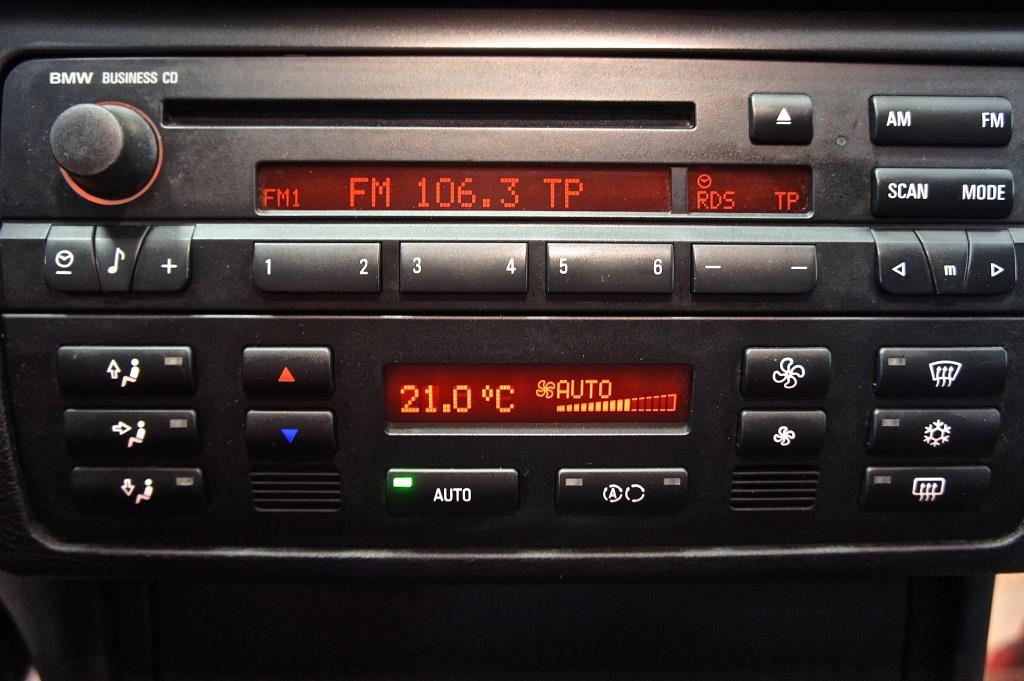 BMW BUSINESS CD
AM FM
FM1 FM 106.3 TP RDS TP
SCAN MODE
+ 1 2 3 4 5 6 — — m
21.0 °C AUTO
AUTO A